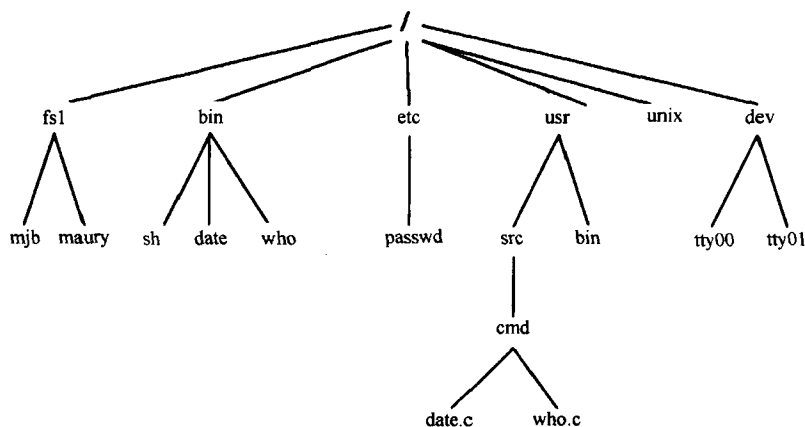 /
fs1 bin etc usr unix dev
mjb maury sh date who passwd src bin tty00 tty01
cmd
date.c who.c